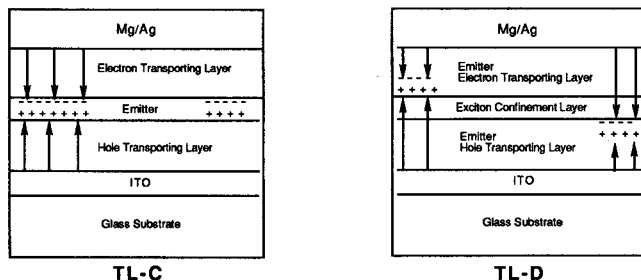 Mg/Ag
Electron Transporting Layer
- - - - - - - - - -
Emitter
+ + + + + + + + + + +
Hole Transporting Layer
ITO
Glass Substrate
TL-C
Mg/Ag
Emitter
Electron Transporting Layer
Exciton Confinement Layer
Emitter
Hole Transporting Layer
ITO
Glass Substrate
TL-D